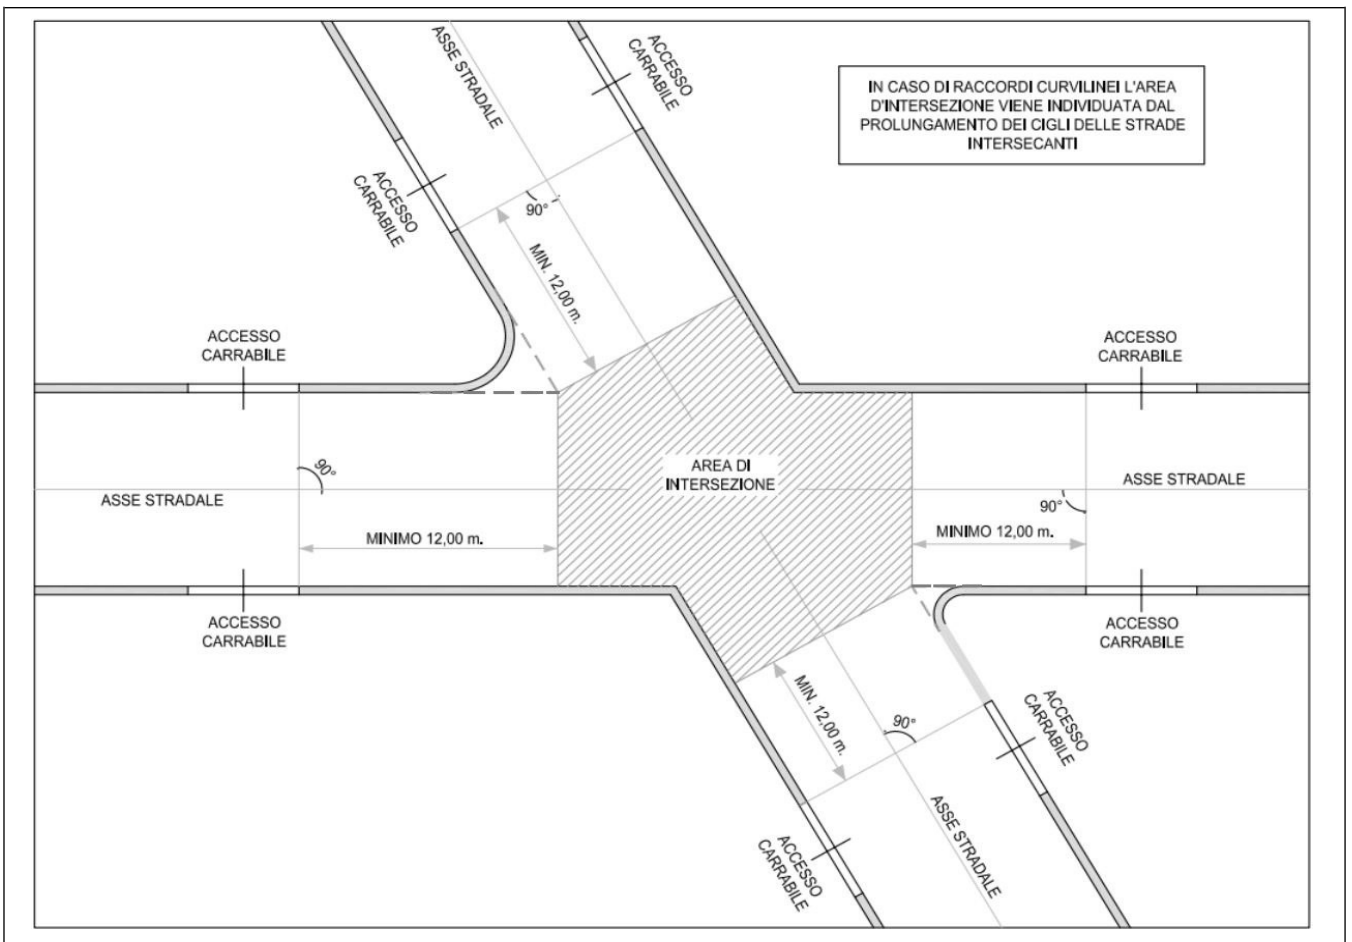 ASSE STRADALE
ACCESSO
CARRABILE
IN CASO DI RACCORDI CURVILINEI L'AREA
D'INTERSEZIONE VIENE INDIVIDUATA DAL
PROLUNGAMENTO DEI CIGLI DELLE STRADE
INTERSECANTI
ACCESSO
CARRABILE
90°
MIN. 12,00 m.
ACCESSO
CARRABILE
ACCESSO
CARRABILE
90°
AREA DI
INTERSEZIONE
ASSE STRADALE
ASSE STRADALE
90°
MINIMO 12,00 m.
MINIMO 12,00 m.
ACCESSO
CARRABILE
ACCESSO
CARRABILE
MIN. 12,00 m.
90°
ACCESSO
CARRABILE
ASSE STRADALE
ACCESSO
CARRABILE